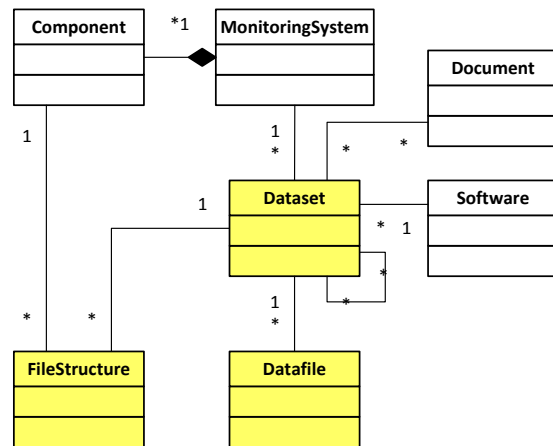 Component
*1
MonitoringSystem
Document
1
1
*
*
*
Dataset
Software
1
*
1
*
*
1
*
*
*
FileStructure
Datafile